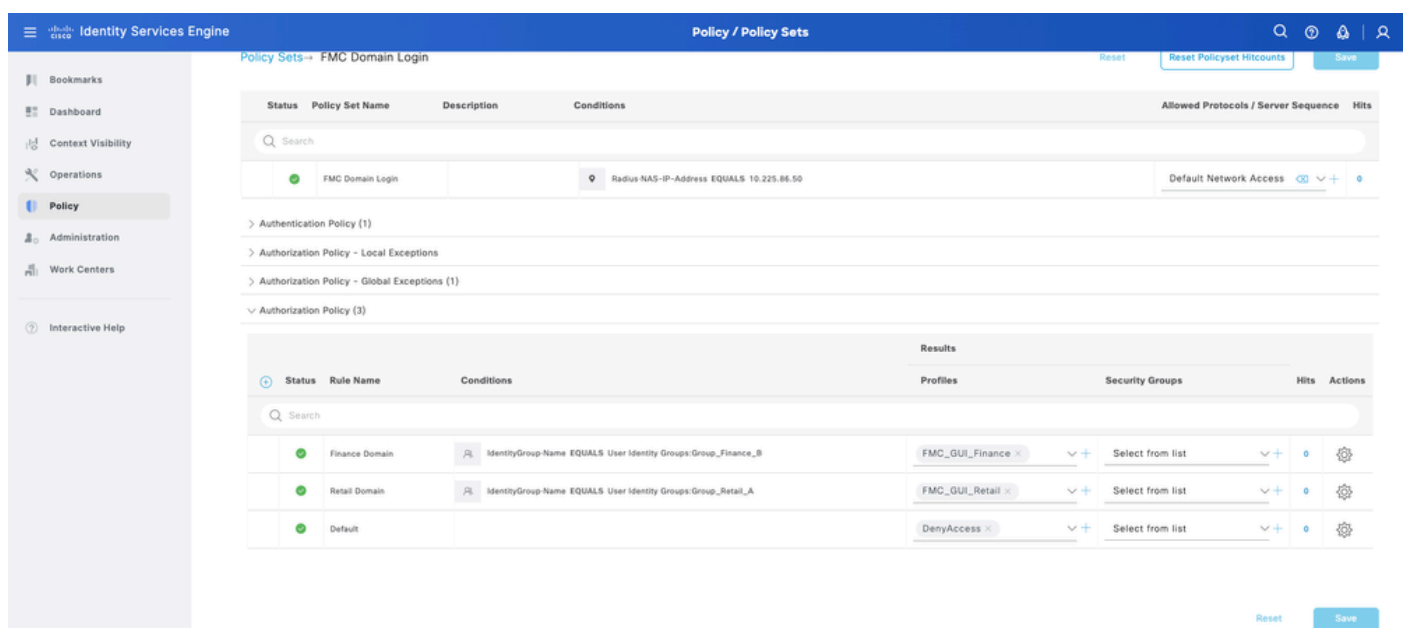 cisco Identity Services Engine
Policy / Policy Sets
Policy Sets→ FMC Domain Login
Reset
Reset Policyset Hitcounts
Save
Bookmarks
Dashboard
Context Visibility
Operations
Policy
Administration
Work Centers
Interactive Help
Status Policy Set Name Description Conditions Allowed Protocols / Server Sequence Hits
Search
FMC Domain Login Radius·NAS-IP-Address EQUALS 10.225.86.50 Default Network Access 0
Authentication Policy (1)
Authorization Policy - Local Exceptions
Authorization Policy - Global Exceptions (1)
Authorization Policy (3)
Results
Status Rule Name Conditions Profiles Security Groups Hits Actions
Search
Finance Domain IdentityGroup·Name EQUALS User Identity Groups:Group_Finance_B FMC_GUI_Finance Select from list 0
Retail Domain IdentityGroup·Name EQUALS User Identity Groups:Group_Retail_A FMC_GUI_Retail Select from list 0
Default DenyAccess Select from list 0
Reset Save